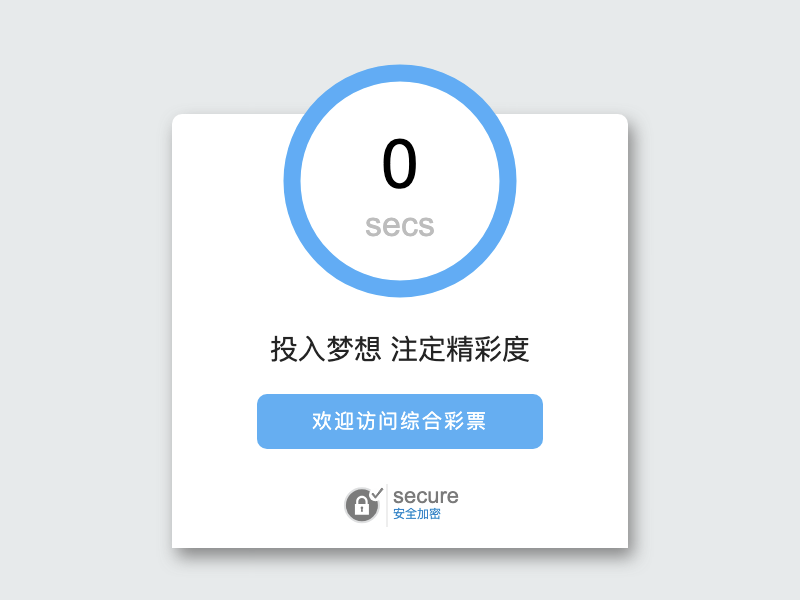 0
secs
投入梦想 注定精彩度
欢迎访问综合彩票
secure
安全加密